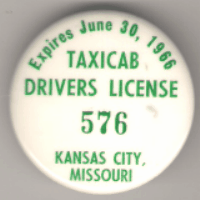 Expires June 30, 1966
TAXICAB
DRIVERS LICENSE
576
KANSAS CITY,
MISSOURI